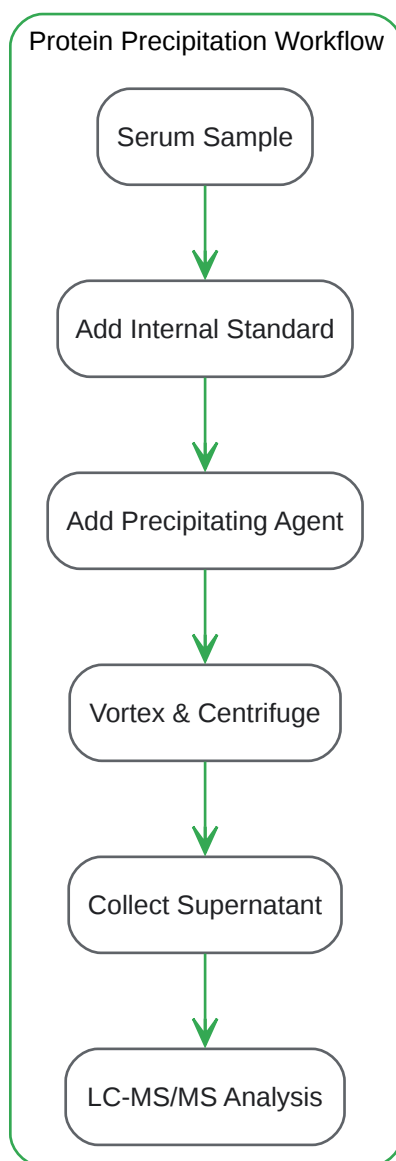 Protein Precipitation Workflow
Serum Sample
Add Internal Standard
Add Precipitating Agent
Vortex & Centrifuge
Collect Supernatant
LC-MS/MS Analysis